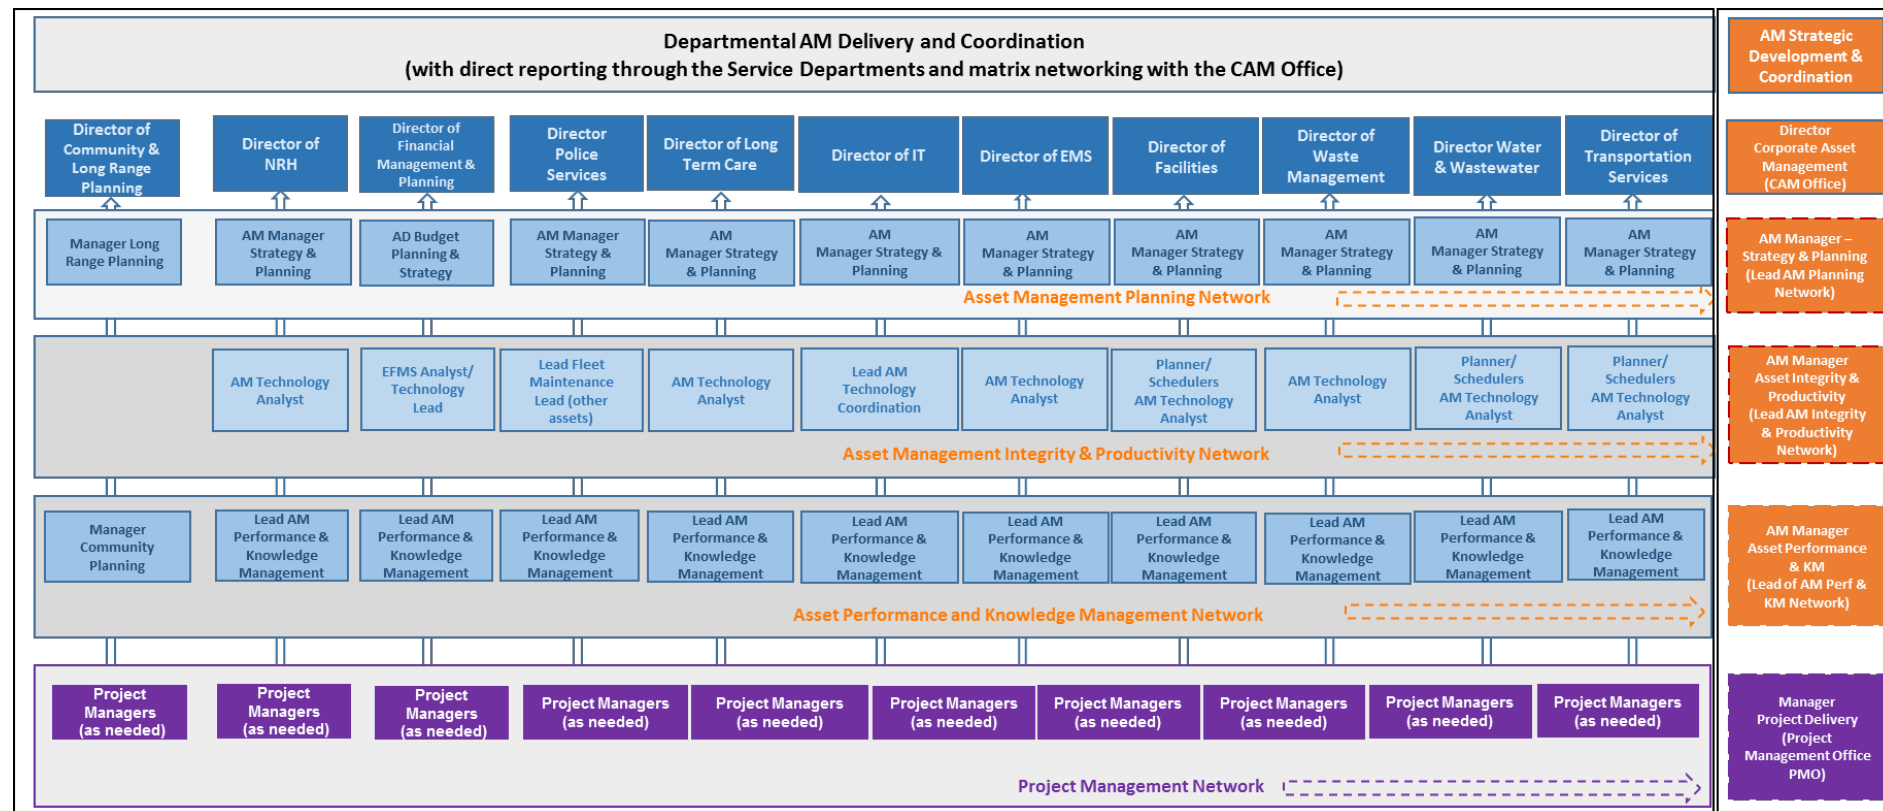 Departmental AM Delivery and Coordination
(with direct reporting through the Service Departments and matrix networking with the CAM Office)
AM Strategic
Development &
Coordination
Director of
Community &
Long Range
Planning
Director of
NRH
Director of
Financial
Management &
Planning
Director
Police
Services
Director of Long
Term Care
Director of IT
Director of EMS
Director of
Facilities
Director of
Waste
Management
Director Water
& Wastewater
Director of
Transportation
Services
Director
Corporate Asset
Management
(CAM Office)
Manager Long
Range Planning
AM Manager
Strategy &
Planning
AD Budget
Planning &
Strategy
AM Manager
Strategy &
Planning
AM
Manager Strategy
& Planning
AM
Manager Strategy &
Planning
AM
Manager Strategy
& Planning
AM
Manager Strategy
& Planning
AM
Manager Strategy
& Planning
AM
Manager Strategy
& Planning
AM
Manager Strategy
& Planning
AM Manager –
Strategy & Planning
(Lead AM Planning
Network)
Asset Management Planning Network
AM Technology
Analyst
EFMS Analyst/
Technology
Lead
Lead Fleet
Maintenance
Lead (other
assets)
AM Technology
Analyst
Lead AM
Technology
Coordination
AM Technology
Analyst
Planner/
Schedulers
AM Technology
Analyst
AM Technology
Analyst
Planner/
Schedulers
AM Technology
Analyst
Planner/
Schedulers
AM Technology
Analyst
AM Manager
Asset Integrity &
Productivity
(Lead AM Integrity
& Productivity
Network)
Asset Management Integrity & Productivity Network
Manager
Community
Planning
Lead AM
Performance &
Knowledge
Management
Lead AM
Performance &
Knowledge
Management
Lead AM
Performance &
Knowledge
Management
Lead AM
Performance &
Knowledge
Management
Lead AM
Performance &
Knowledge
Management
Lead AM
Performance &
Knowledge
Management
Lead AM
Performance &
Knowledge
Management
Lead AM
Performance &
Knowledge
Management
Lead AM
Performance &
Knowledge
Management
Lead AM
Performance &
Knowledge
Management
AM Manager
Asset Performance
& KM
(Lead of AM Perf &
KM Network)
Asset Performance and Knowledge Management Network
Project
Managers
(as needed)
Project
Managers
(as needed)
Project
Managers
(as needed)
Project Managers
(as needed)
Project Managers
(as needed)
Project Managers
(as needed)
Project Managers
(as needed)
Project Managers
(as needed)
Project Managers
(as needed)
Project Managers
(as needed)
Manager
Project Delivery
(Project
Management Office
PMO)
Project Management Network